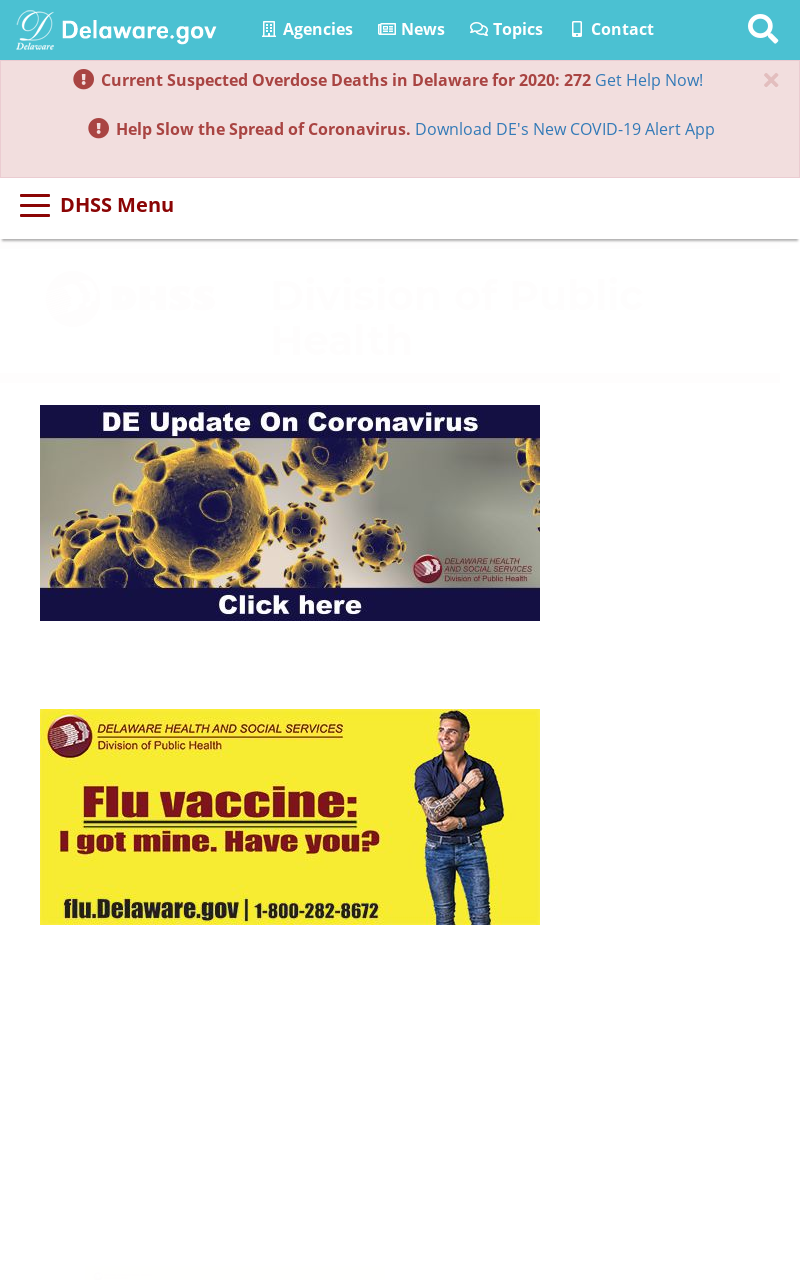 Delaware
Delaware.gov
Agencies
News
Topics
Contact
Current Suspected Overdose Deaths in Delaware for 2020: 272 Get Help Now!
Help Slow the Spread of Coronavirus. Download DE's New COVID-19 Alert App
DHSS Menu
DHSS
Division of Public
Health
DE Update On Coronavirus
DELAWARE HEALTH
AND SOCIAL SERVICES
Division of Public Health
Click here
DELAWARE HEALTH AND SOCIAL SERVICES
Division of Public Health
Flu vaccine:
I got mine. Have you?
flu.Delaware.gov | 1-800-282-8672